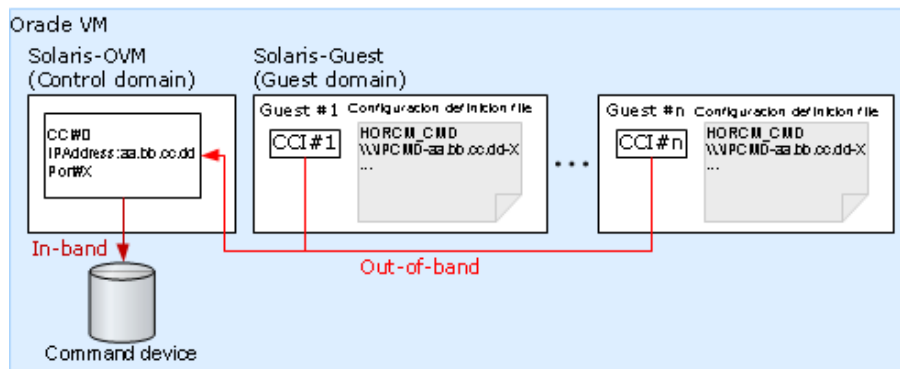 Oracle VM
Solaris-OVM
(Control domain)
Solaris-Guest
(Guest domain)
CCI#0
IPAddress:aa.bb.cc.dd
Port#X
Guest #1
Configuration definition file
CCI#1
HORCM_CMD
\\.\IPCMD-aa.bb.cc.dd-X
...
Guest #n
Configuration definition file
CCI#n
HORCM_CMD
\\.\IPCMD-aa.bb.cc.dd-X
...
In-band
Out-of-band
Command device